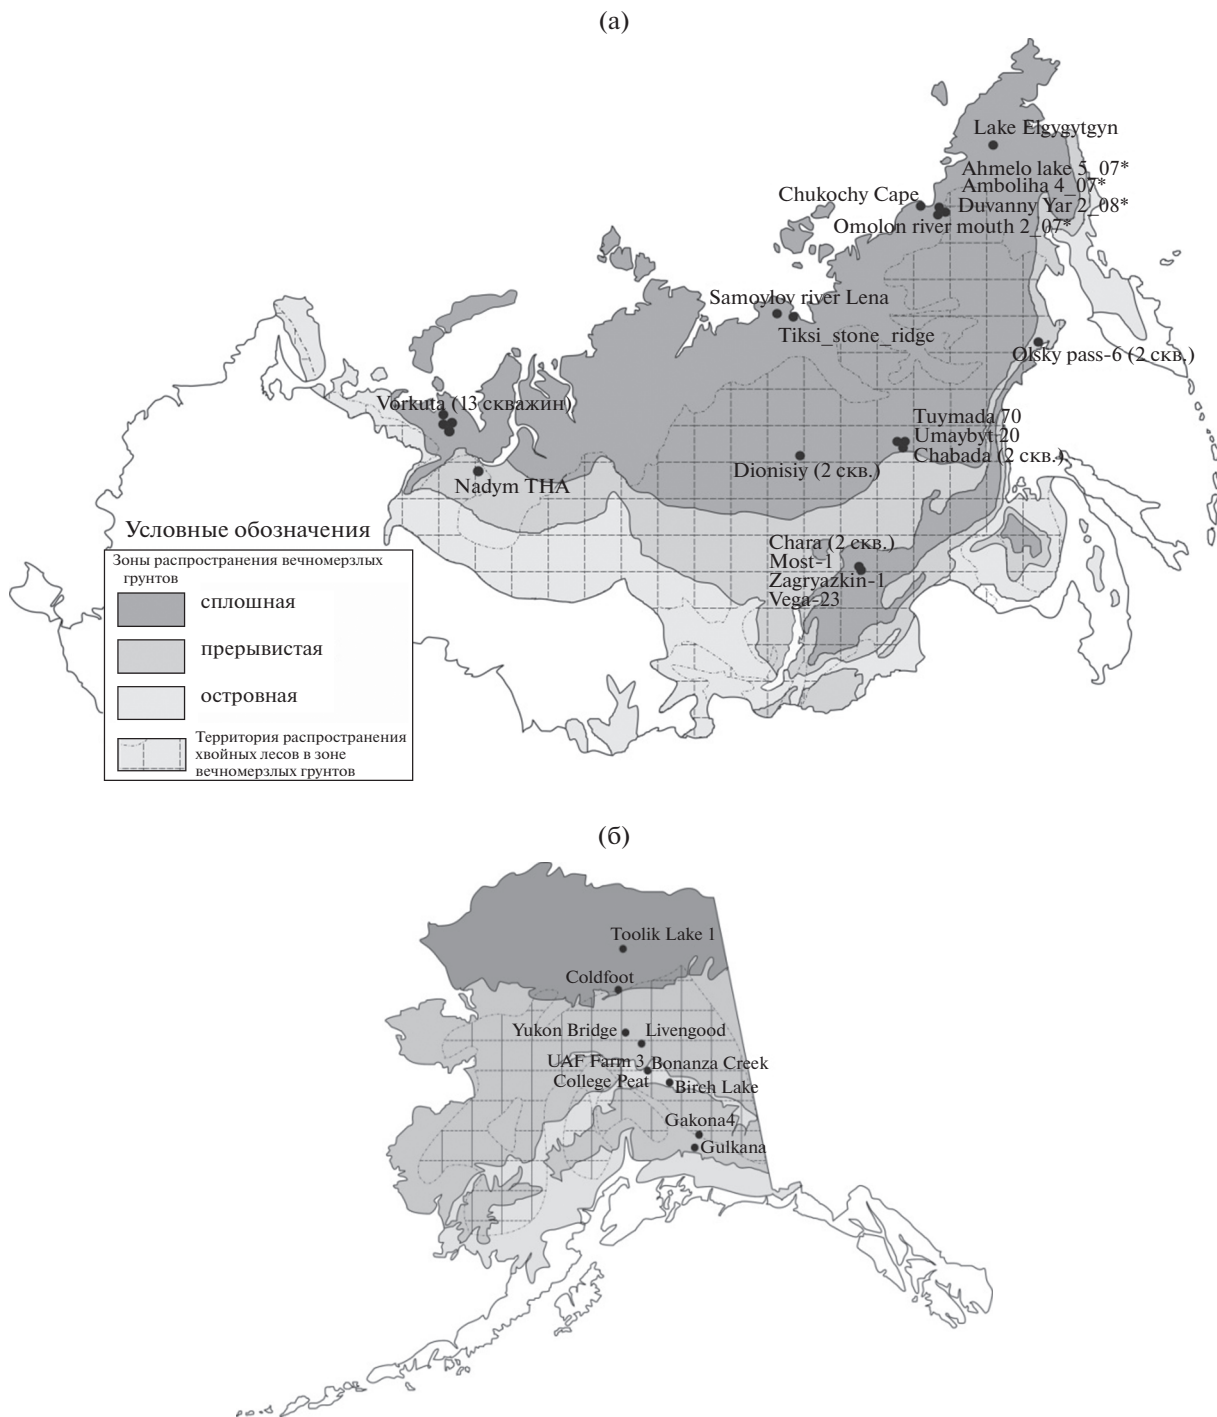 (а)
Lake Elgygytgyn
Ahmelo lake 5_07*
Amboliha 4_07*
Chukochy Cape
Duvanny Yar 2_08*
Omolon river mouth 2_07*
Samoylov river Lena
Tiksi_stone_ridge
Olsky pass-6 (2 скв.)
Vorkuta (13 скважин)
Tuymada 70
Umaybyt-20
Chabada (2 скв.)
Dionisiy (2 скв.)
Nadym THA
Chara (2 скв.)
Most-1
Zagryazkin-1
Vega-23
Условные обозначения
Зоны распространения вечномерзлых
грунтов
сплошная
прерывистая
островная
Территория распространения
хвойных лесов в зоне
вечномерзлых грунтов
(б)
Toolik Lake 1
Coldfoot
Yukon Bridge
Livengood
UAF Farm 3
Bonanza Creek
College Peat
Birch Lake
Gakona4
Gulkana